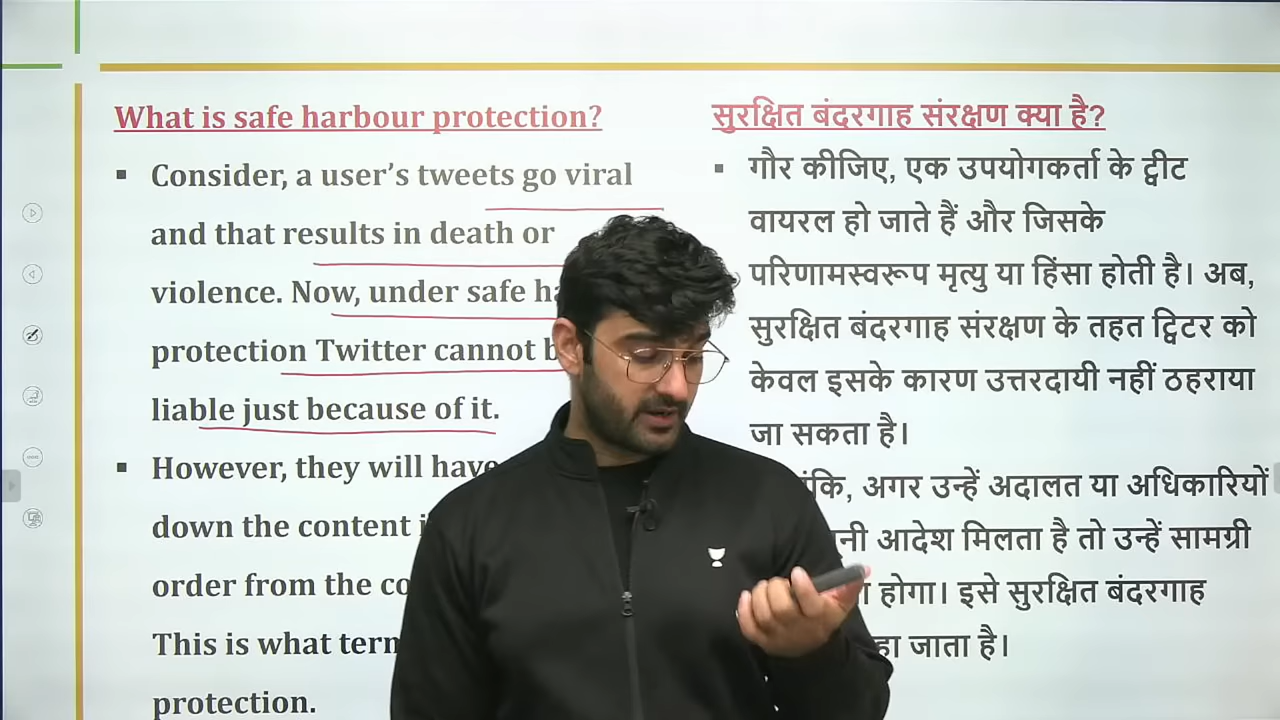 What is safe harbour protection?
Consider, a user's tweets go viral
and that results in death or
violence. Now, under safe
protection Twitter cannot
liable just because of it.
However, they will have
down the content
order from the
This is what
protection.
सुरक्षित बंदरगाह संरक्षण क्या है?
गौर कीजिए, एक उपयोगकर्ता के ट्वीट
वायरल हो जाते हैं और जिसके
परिणामस्वरूप मृत्यु या हिंसा होती है। अब,
सुरक्षित बंदरगाह संरक्षण के तहत ट्विटर को
केवल इसके कारण उत्तरदायी नहीं ठहराया
जा सकता है।
अगर उन्हें अदालत या अधिकारियों
आदेश मिलता है तो उन्हें सामग्री
होगा। इसे सुरक्षित बंदरगाह
जाता है।